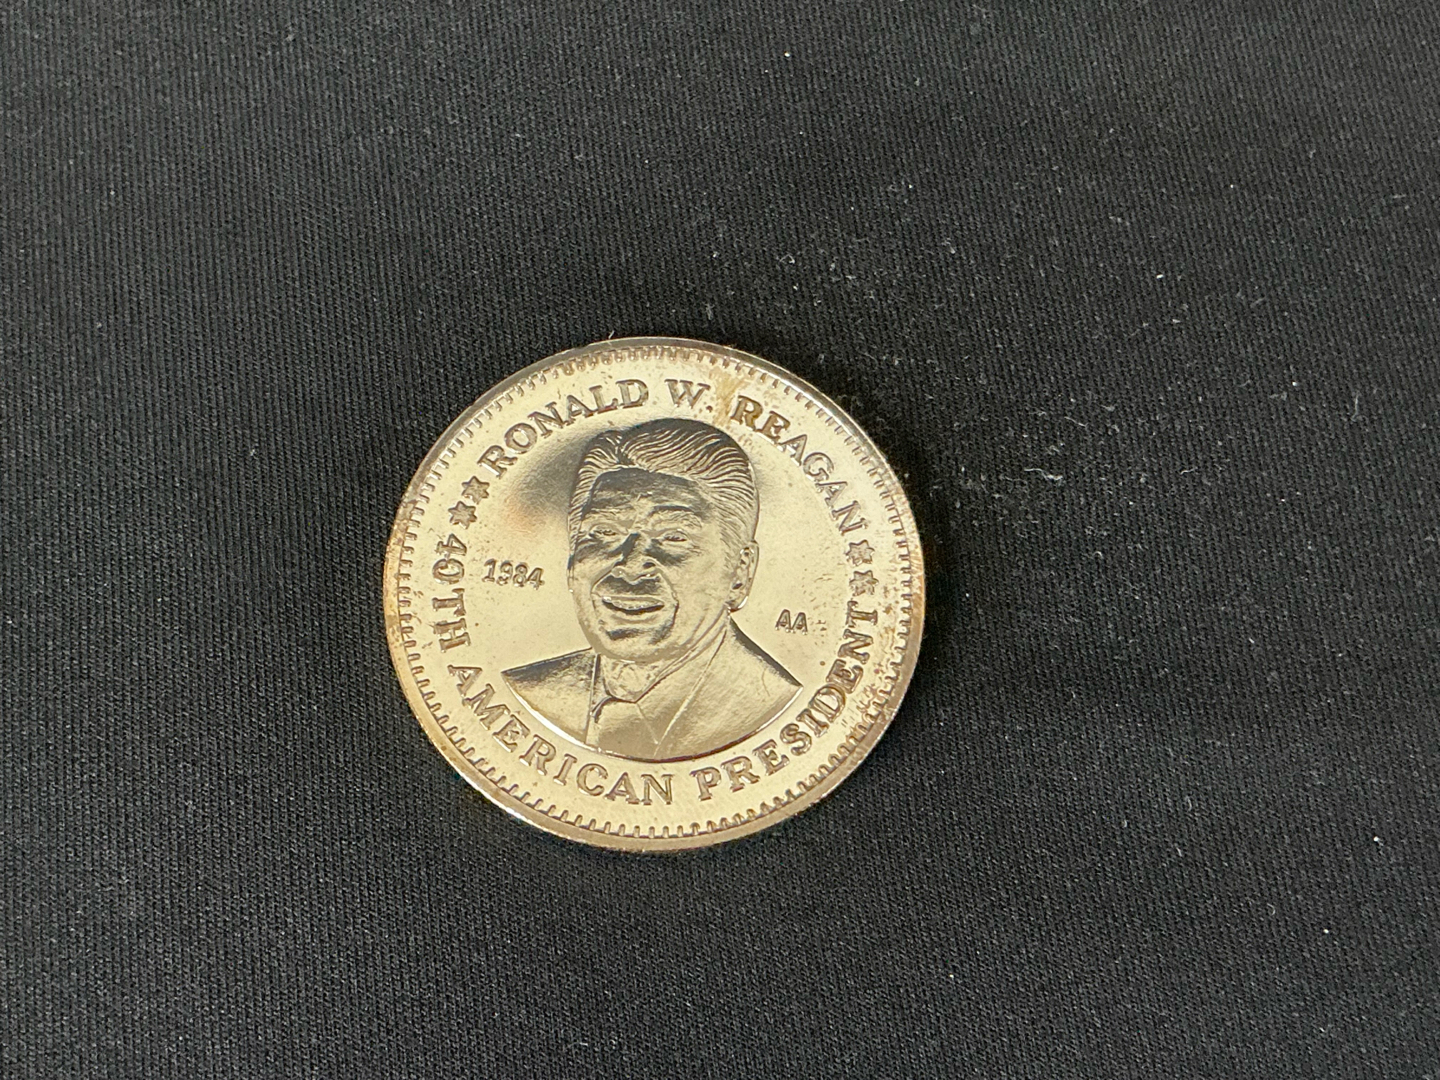 RONALD W. REAGAN
1984
AA
40TH AMERICAN PRESIDENT